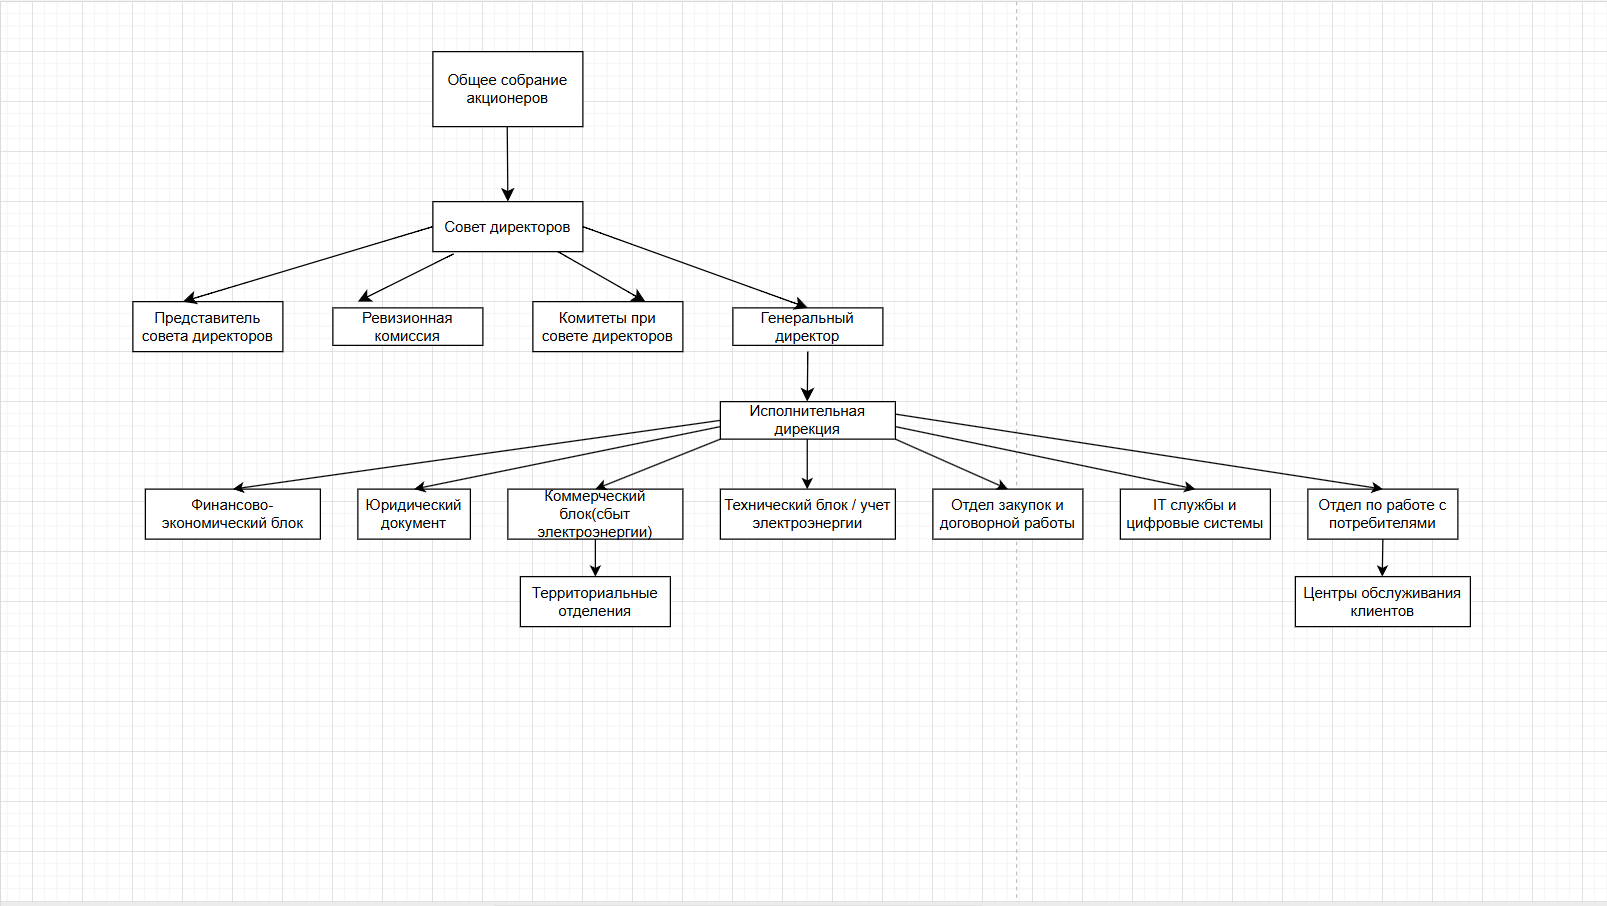 Общее собрание
акционеров
Совет директоров
Представитель
совета директоров
Ревизионная
комиссия
Комитеты при
совете директоров
Генеральный
директор
Исполнительная
дирекция
Финансово-
экономический блок
Юридический
документ
Коммерческий
блок(сбыт
электроэнергии)
Технический блок / учет
электроэнергии
Отдел закупок и
договорной работы
IT службы и
цифровые системы
Отдел по работе с
потребителями
Территориальные
отделения
Центры обслуживания
клиентов